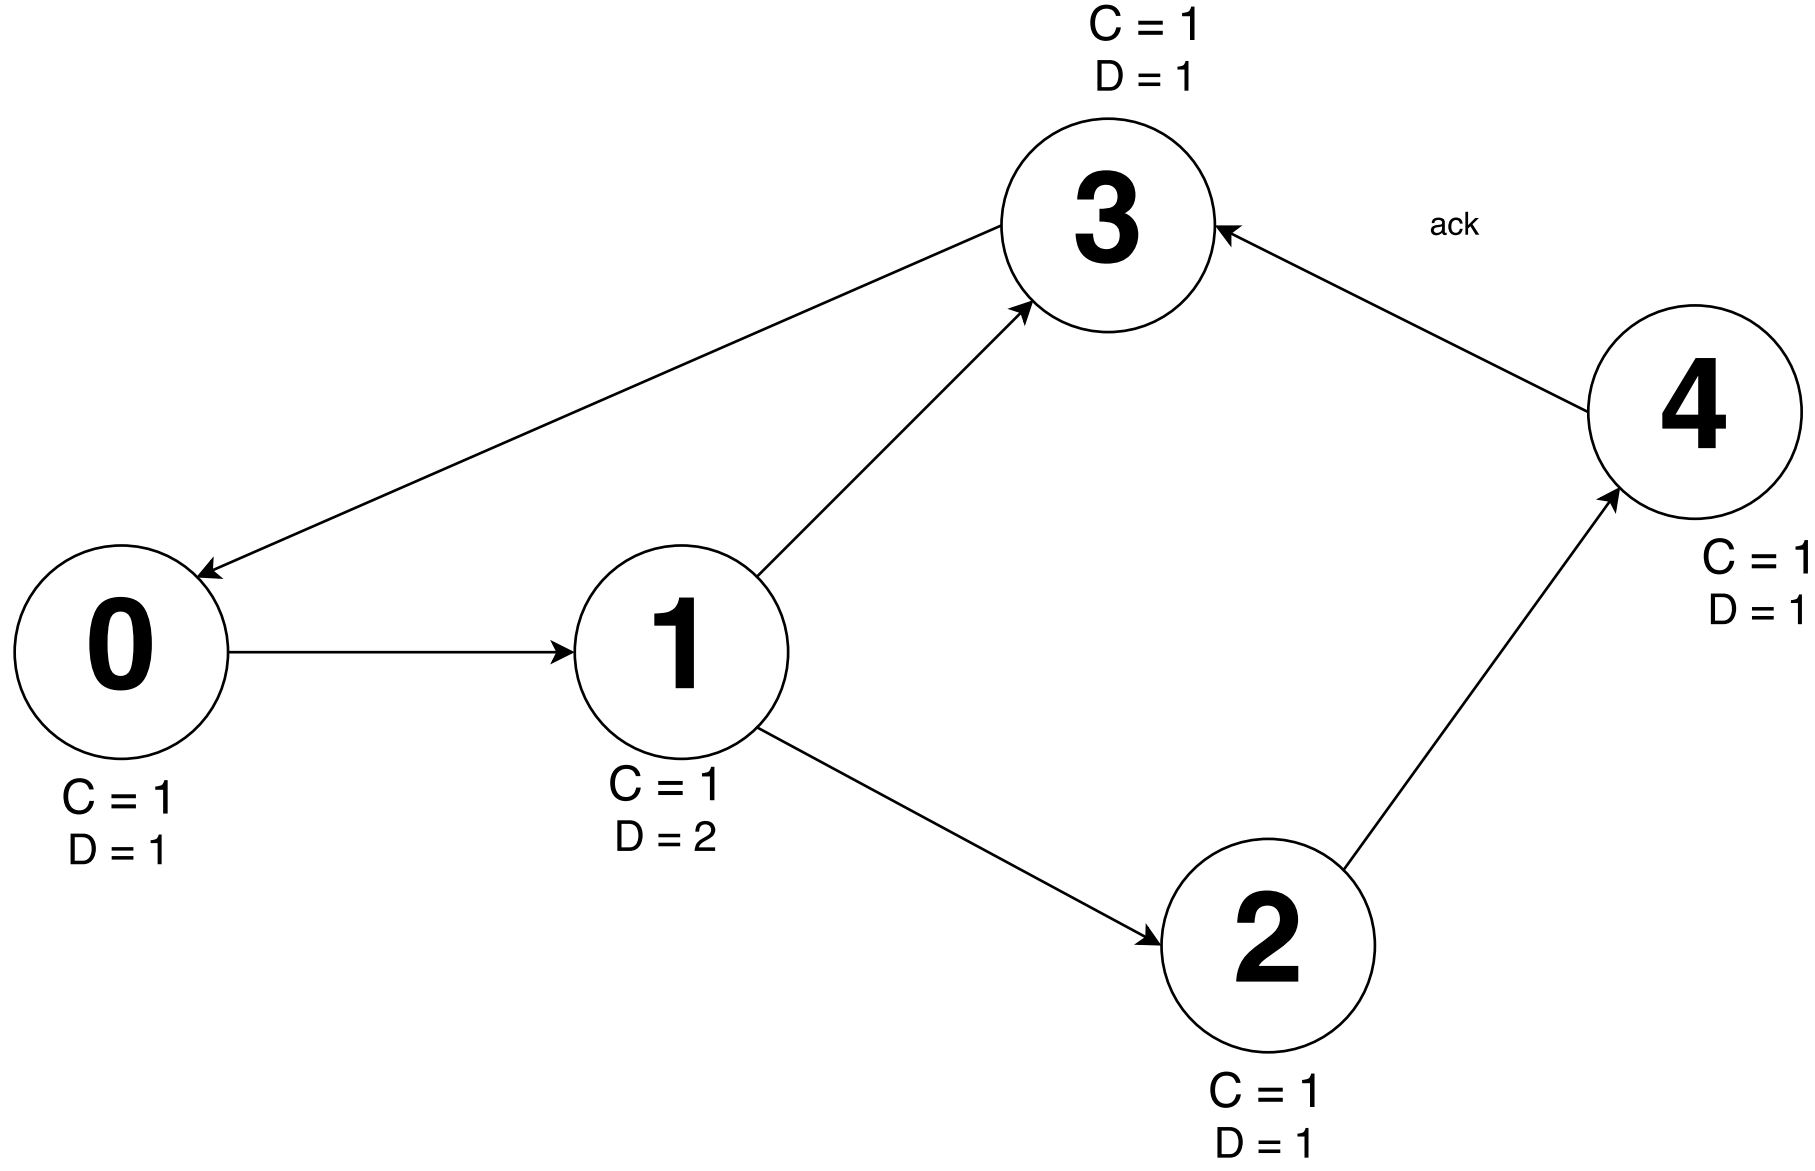 C = 1
D = 1
3
ack
4
C = 1
D = 1
0
1
C = 1
D = 1
C = 1
D = 2
2
C = 1
D = 1